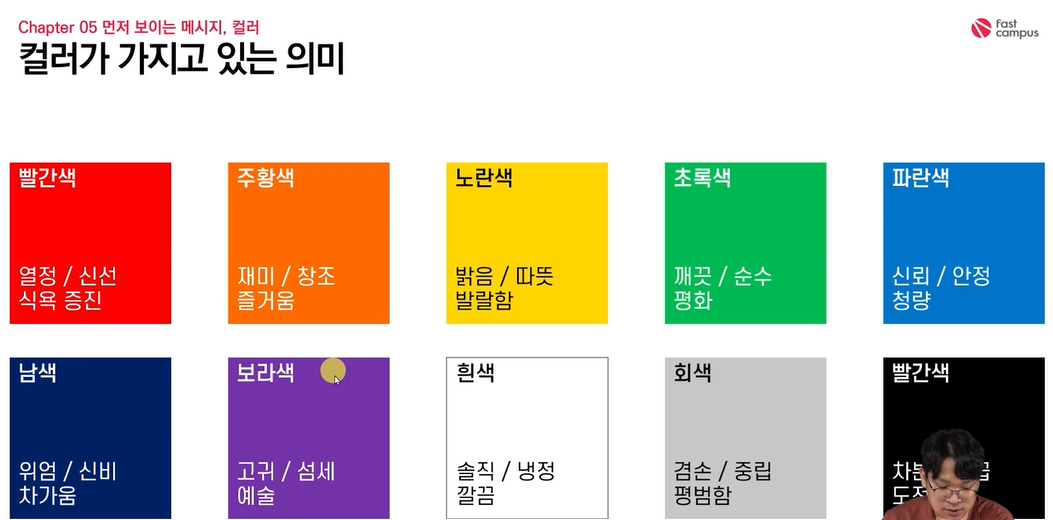 Chapter 05 먼저 보이는 메시지, 컬러
컬러가 가지고 있는 의미
Fast
campus
빨간색
열정 / 신선
식욕 증진
주황색
재미 / 창조
즐거움
노란색
밝음 / 따뜻
발랄함
초록색
깨끗 / 순수
평화
파란색
신뢰 / 안정
청량
남색
위엄 / 신비
차가움
보라색
고귀 / 섬세
예술
흰색
솔직 / 냉정
깔끔
회색
겸손 / 중립
평범함
빨간색